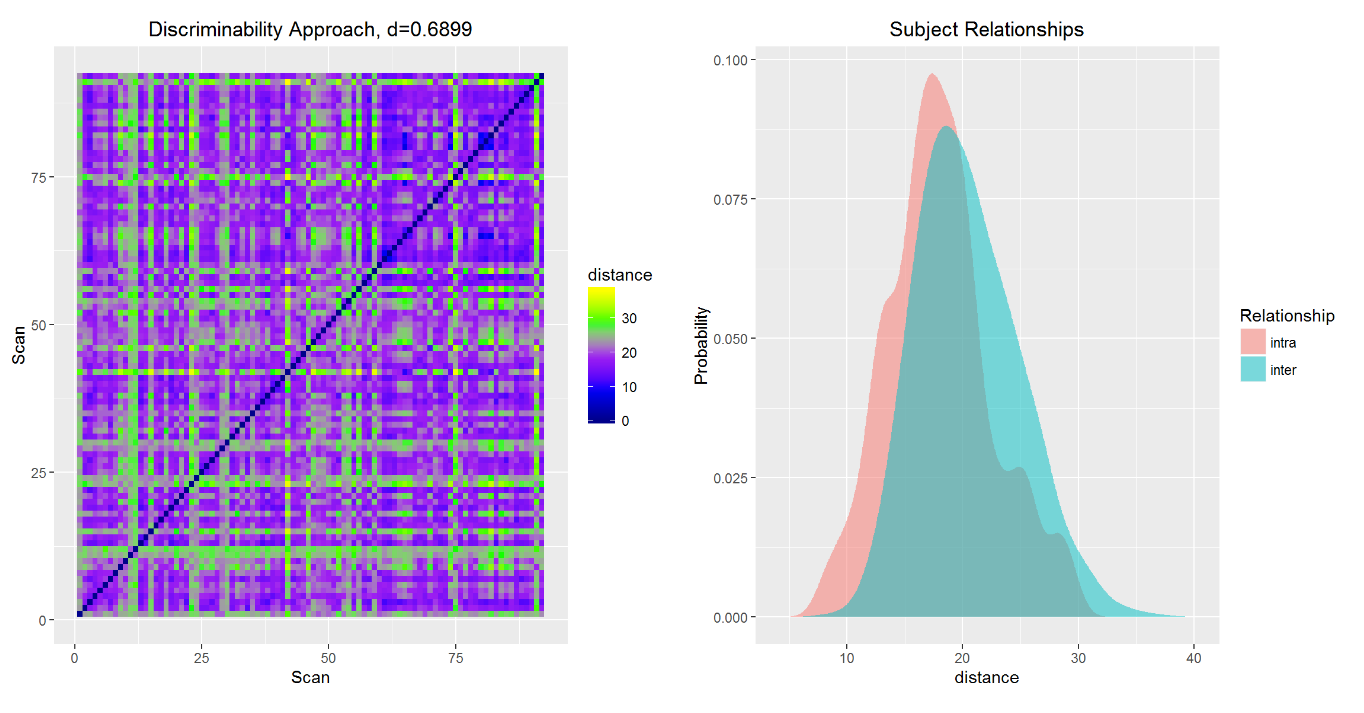 Discriminability Approach, d=0.6899
Scan
75
50
25
0
0 25 50 75
Scan
distance
30
20
10
0
Subject Relationships
Probability
0.100
0.075
0.050
0.025
0.000
10 20 30 40
distance
Relationship
intra
inter